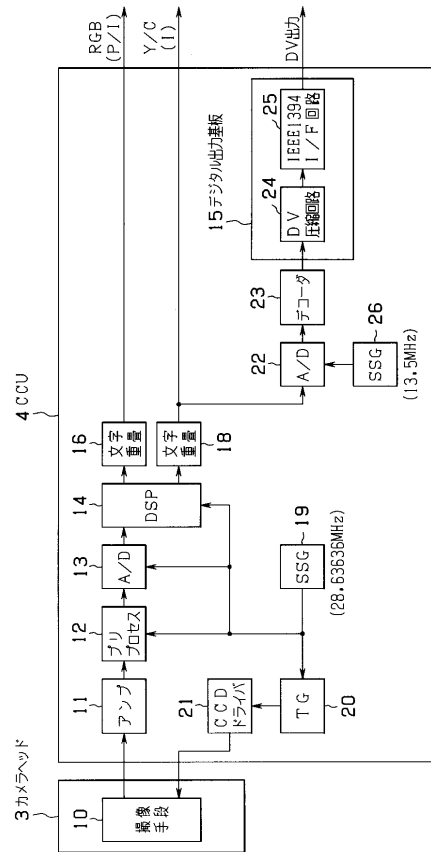 3 カメラヘッド
10
撮像
手段
4 CCU
11
アンプ
12
プリ
プロセス
13
A/D
14
DSP
16
文字
重畳
18
文字
重畳
RGB
(P/I)
Y/C
(I)
21
CCD
ドライバ
20
TG
19
SSG
(28.63636MHz)
22
A/D
23
デコーダ
26
SSG
(13.5MHz)
15 デジタル出力基板
24
DV
圧縮回路
25
IEEE1394
I/F回路
DV出力